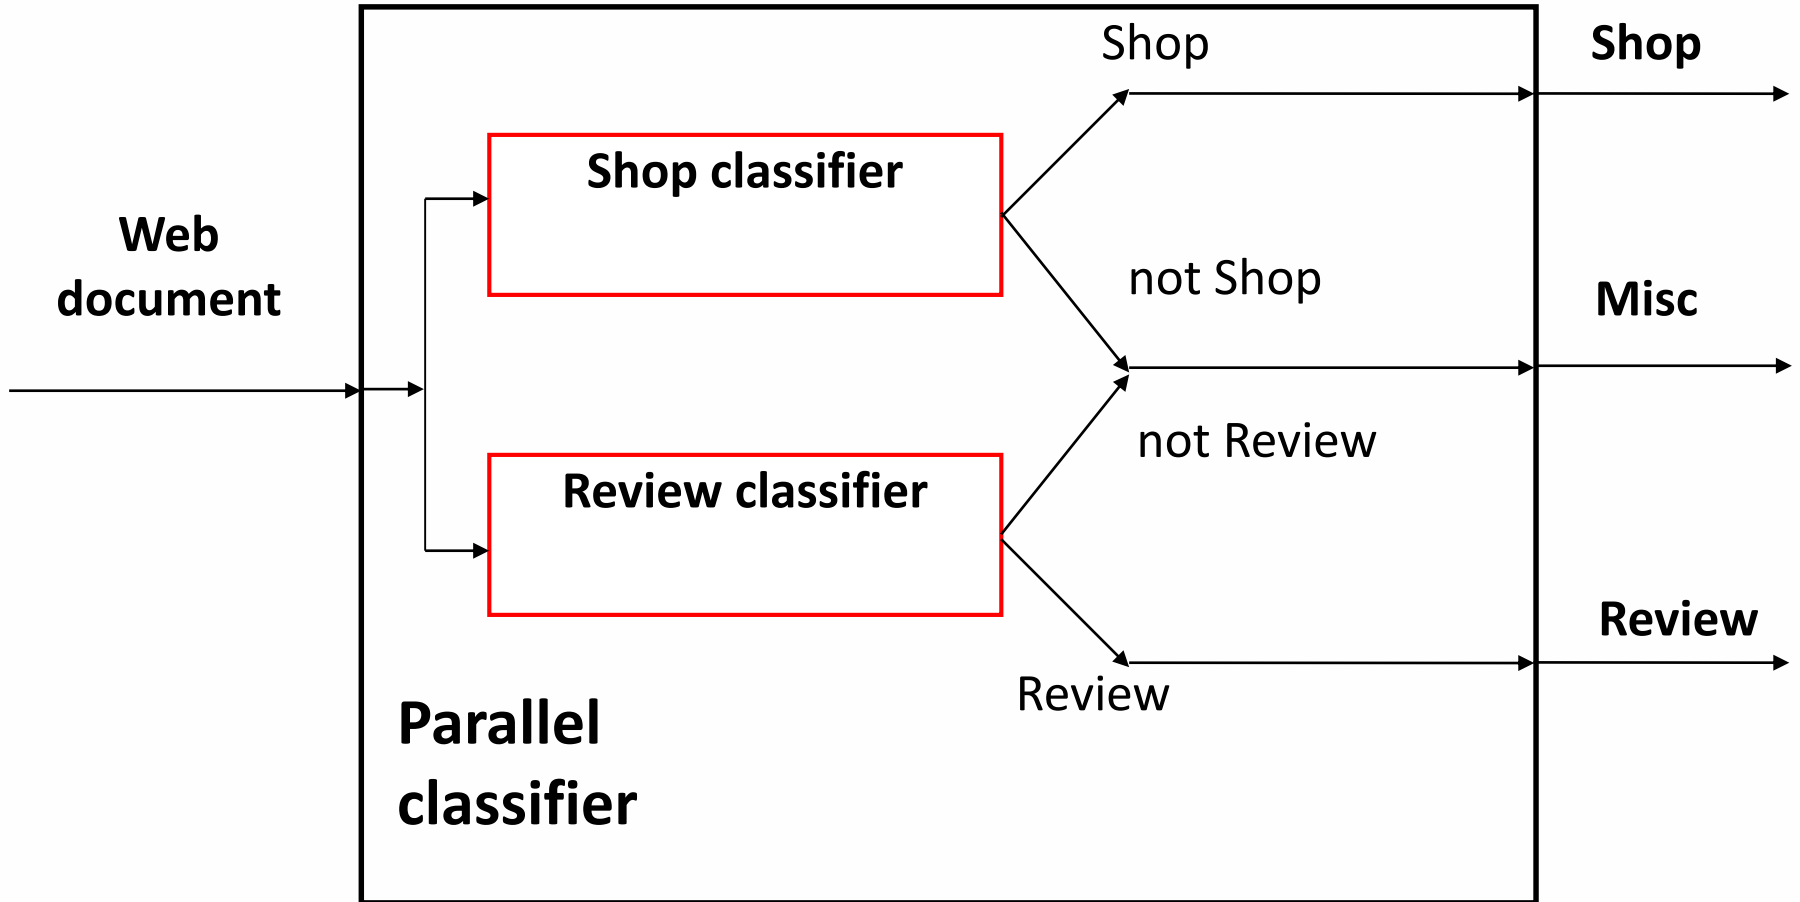 Shop
Shop
Shop classifier
Web
document
not Shop
Misc
not Review
Review classifier
Review
Review
Parallel
classifier